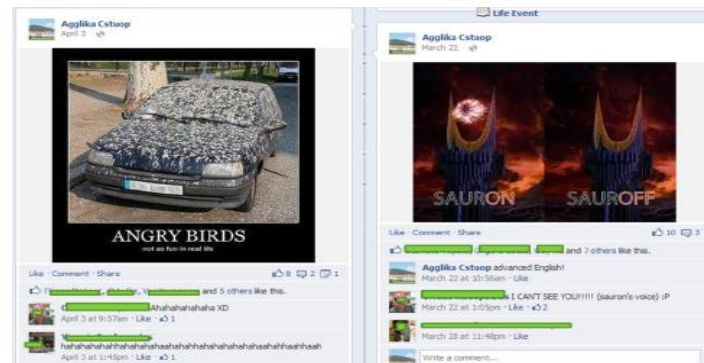 Agglika Cstuop
April 3
ANGRY BIRDS
not as fun in real life
Like · Comment · Share 8 2 1
and 5 others like this.
Ahahahahahaha XD
April 3 at 9:57am · Like · 1
April 3 at 11:45pm · Like · 1
Life Event
Agglika Cstuop
March 22
SAURON SAUROFF
Like · Comment · Share 10 3
and 7 others like this.
Agglika Cstuop advanced English!
March 22 at 10:56am · Like
I CAN'T SEE YOU!!!!! (sauron's voice) :P
March 22 at 1:05pm · Like · 2
March 28 at 11:48pm · Like
Write a comment...